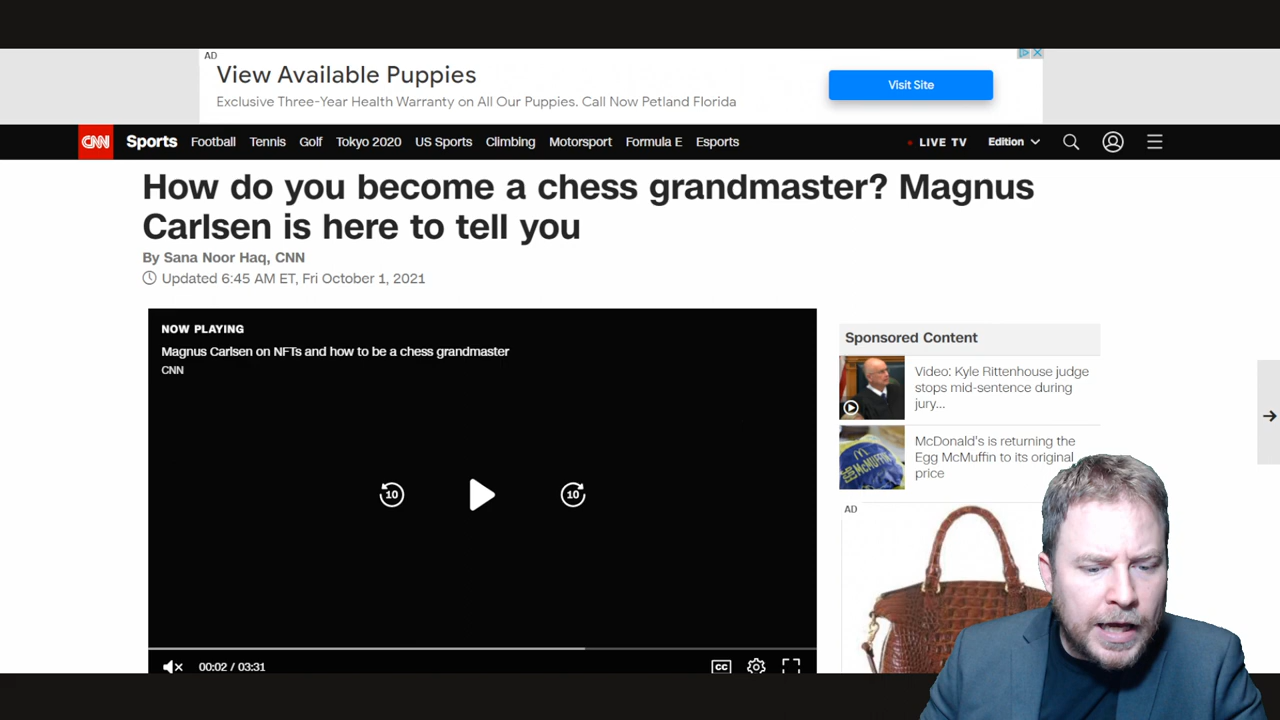 AD
View Available Puppies
Exclusive Three-Year Health Warranty on All Our Puppies. Call Now Petland Florida
Visit Site
CNN Sports Football Tennis Golf Tokyo 2020 US Sports Climbing Motorsport Formula E Esports LIVE TV Edition
How do you become a chess grandmaster? Magnus
Carlsen is here to tell you
By Sana Noor Haq, CNN
Updated 6:45 AM ET, Fri October 1, 2021
NOW PLAYING
Magnus Carlsen on NFTs and how to be a chess grandmaster
CNN
10 10
00:02 / 03:31 CC
Sponsored Content
Video: Kyle Rittenhouse judge
stops mid-sentence during
jury...
McDonald's is returning the
Egg McMuffin to its original
price
McMUFFIN
AD